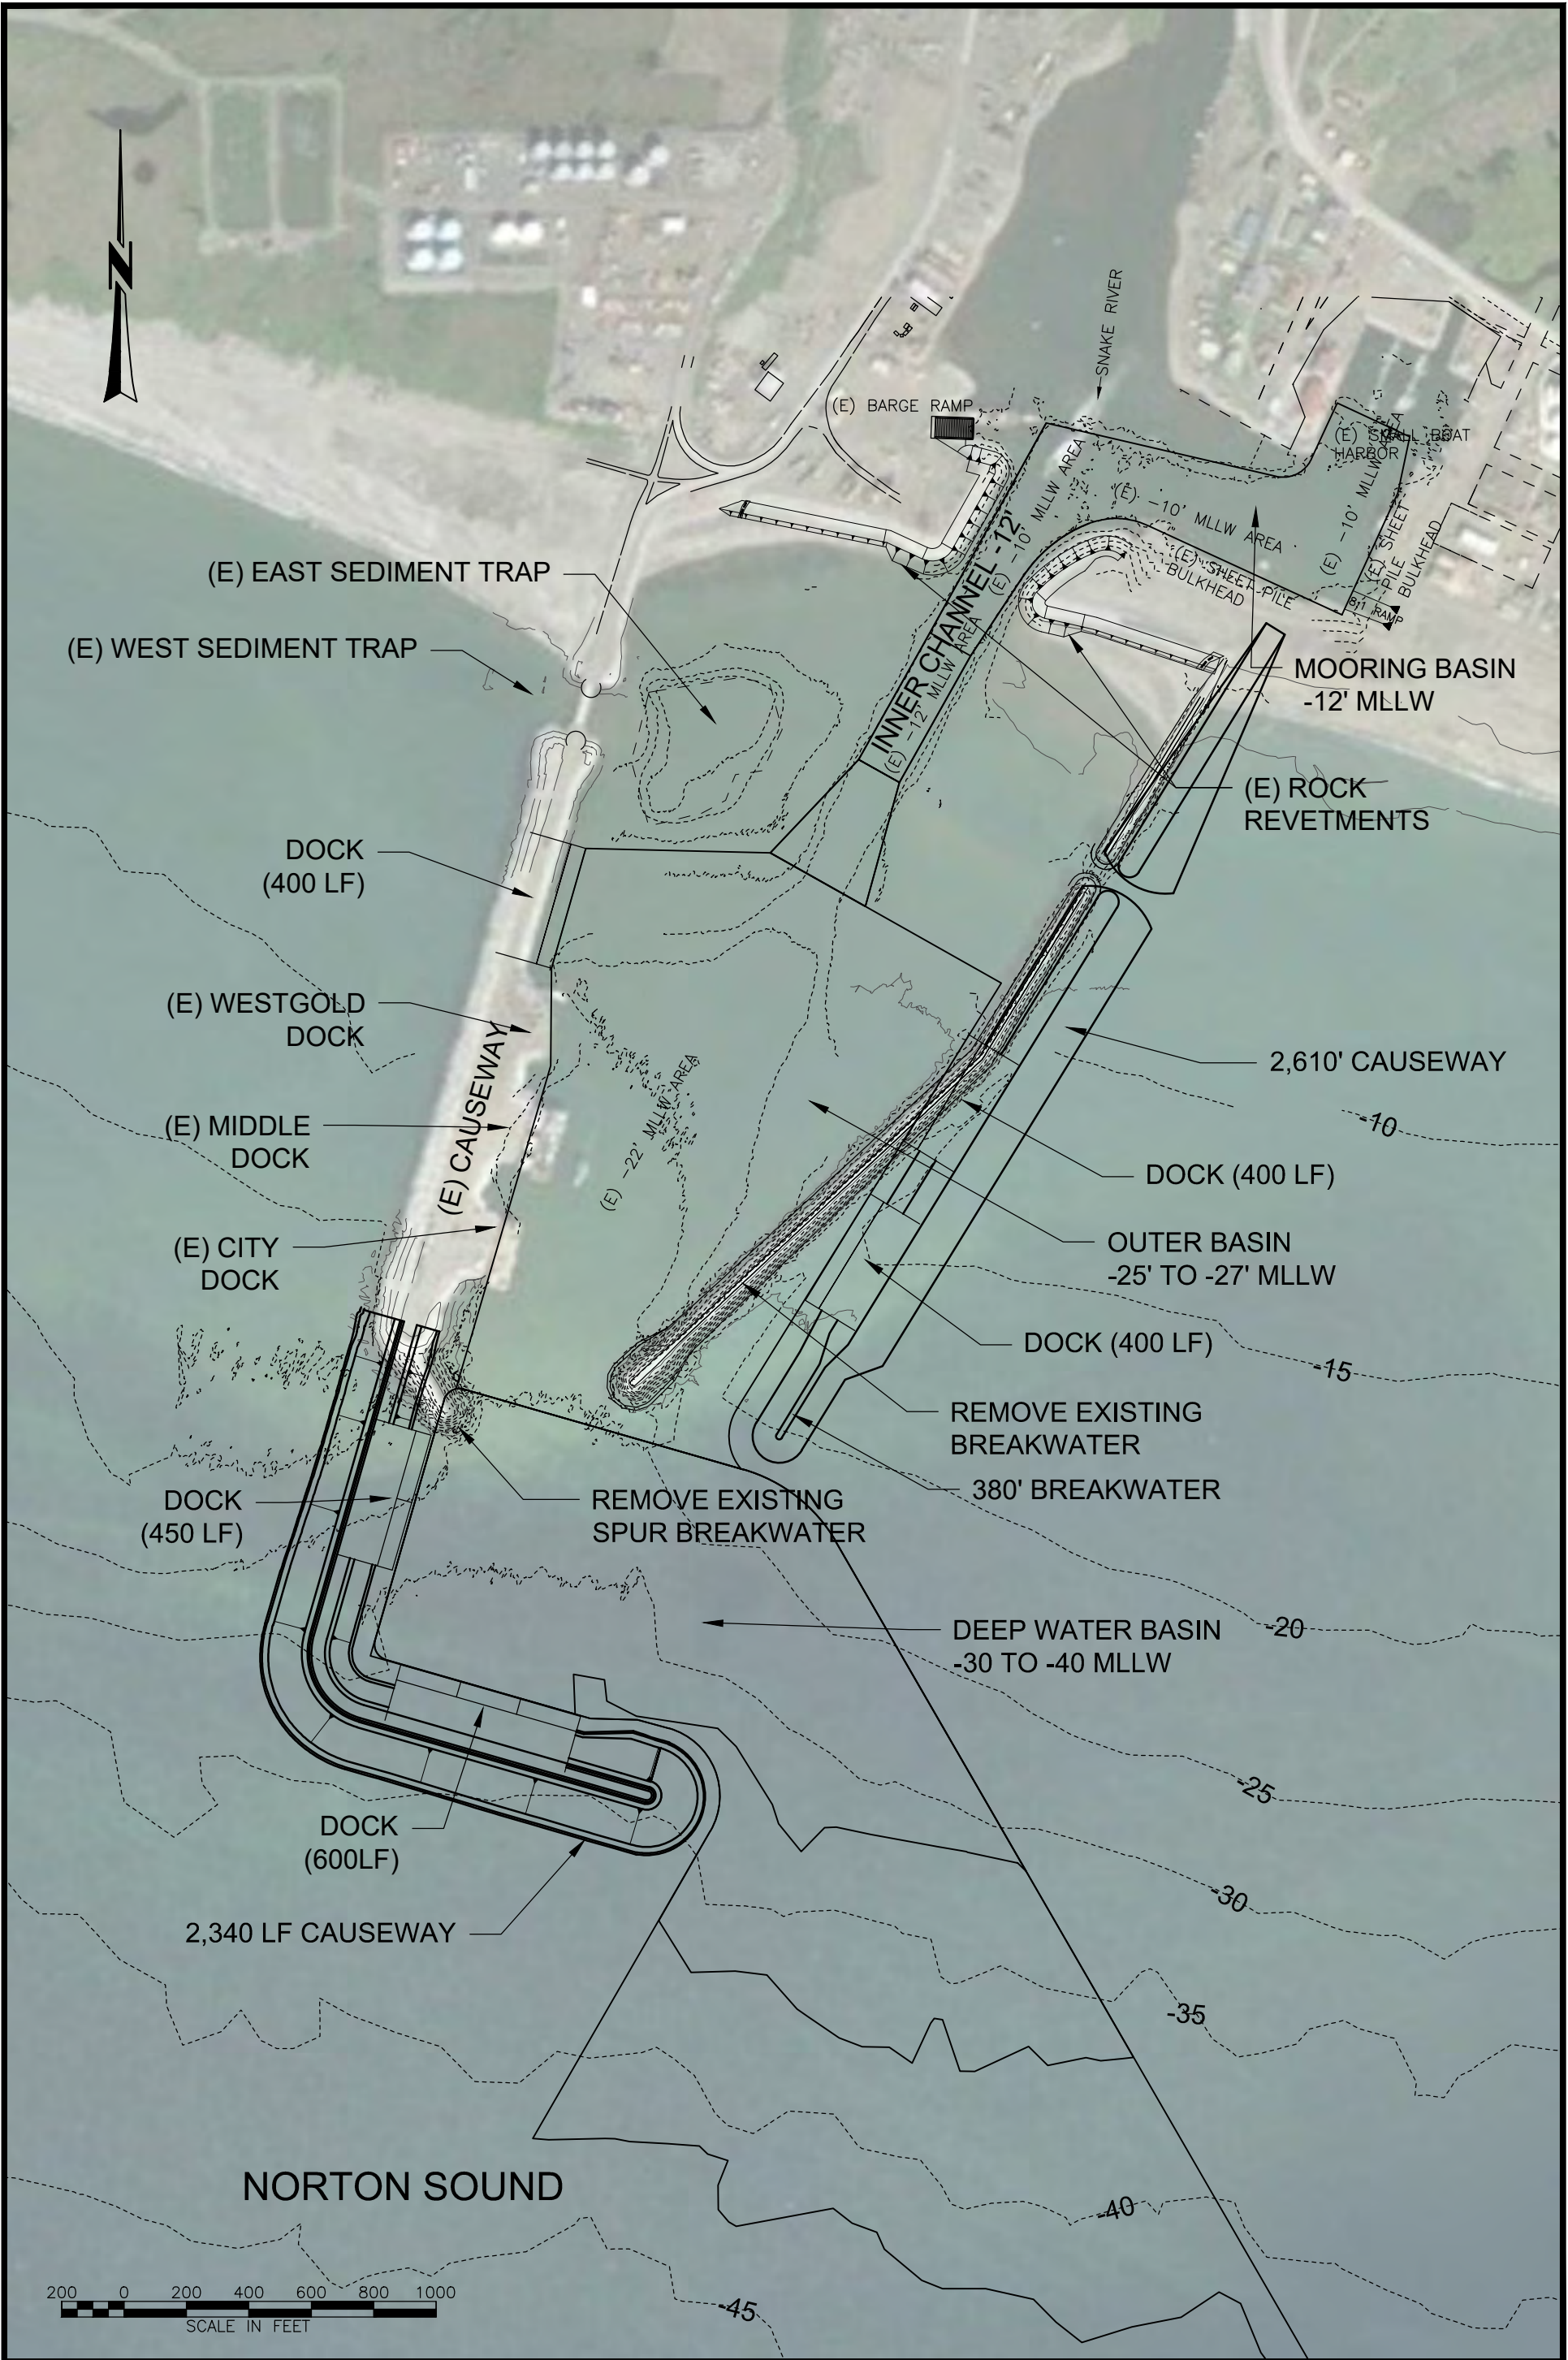 N
SNAKE RIVER
(E) BARGE RAMP
(E) SMALL BOAT
HARBOR
(E) -10' MLLW AREA
(E) -10' MLLW AREA
(E) -10' MLLW AREA
INNER CHANNEL -12'
(E) -12' MLLW AREA
(E) SHEET PILE
BULKHEAD
(E) SHEET
PILE
BULKHEAD
8:1 RAMP
(E) EAST SEDIMENT TRAP
(E) WEST SEDIMENT TRAP
MOORING BASIN
-12' MLLW
(E) ROCK
REVETMENTS
DOCK
(400 LF)
(E) WESTGOLD
DOCK
(E) CAUSEWAY
(E) -22' MLLW AREA
2,610' CAUSEWAY
-10
(E) MIDDLE
DOCK
DOCK (400 LF)
(E) CITY
DOCK
OUTER BASIN
-25' TO -27' MLLW
DOCK (400 LF)
-15
REMOVE EXISTING
BREAKWATER
380' BREAKWATER
DOCK
(450 LF)
REMOVE EXISTING
SPUR BREAKWATER
DEEP WATER BASIN
-30 TO -40 MLLW
-20
-25
DOCK
(600LF)
-30
2,340 LF CAUSEWAY
-35
NORTON SOUND
-40
-45
200 0 200 400 600 800 1000
SCALE IN FEET